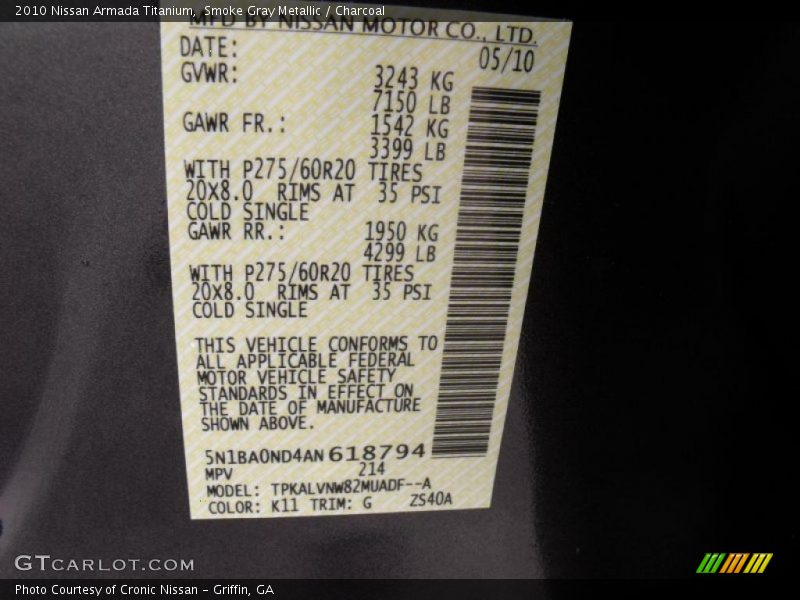 2010 Nissan Armada Titanium, Smoke Gray Metallic / Charcoal
MFD BY NISSAN MOTOR CO., LTD.
DATE: 05/10
GVWR: 3243 KG
7150 LB
GAWR FR.: 1542 KG
3399 LB
WITH P275/60R20 TIRES
20X8.0 RIMS AT 35 PSI
COLD SINGLE
GAWR RR.: 1950 KG
4299 LB
WITH P275/60R20 TIRES
20X8.0 RIMS AT 35 PSI
COLD SINGLE
THIS VEHICLE CONFORMS TO
ALL APPLICABLE FEDERAL
MOTOR VEHICLE SAFETY
STANDARDS IN EFFECT ON
THE DATE OF MANUFACTURE
SHOWN ABOVE.
5N1BA0ND4AN618794
MPV 214
MODEL: TPKALVNW82MUADF--A
COLOR: K11 TRIM: G ZS40A
GTCARLOT.COM
Photo Courtesy of Cronic Nissan - Griffin, GA